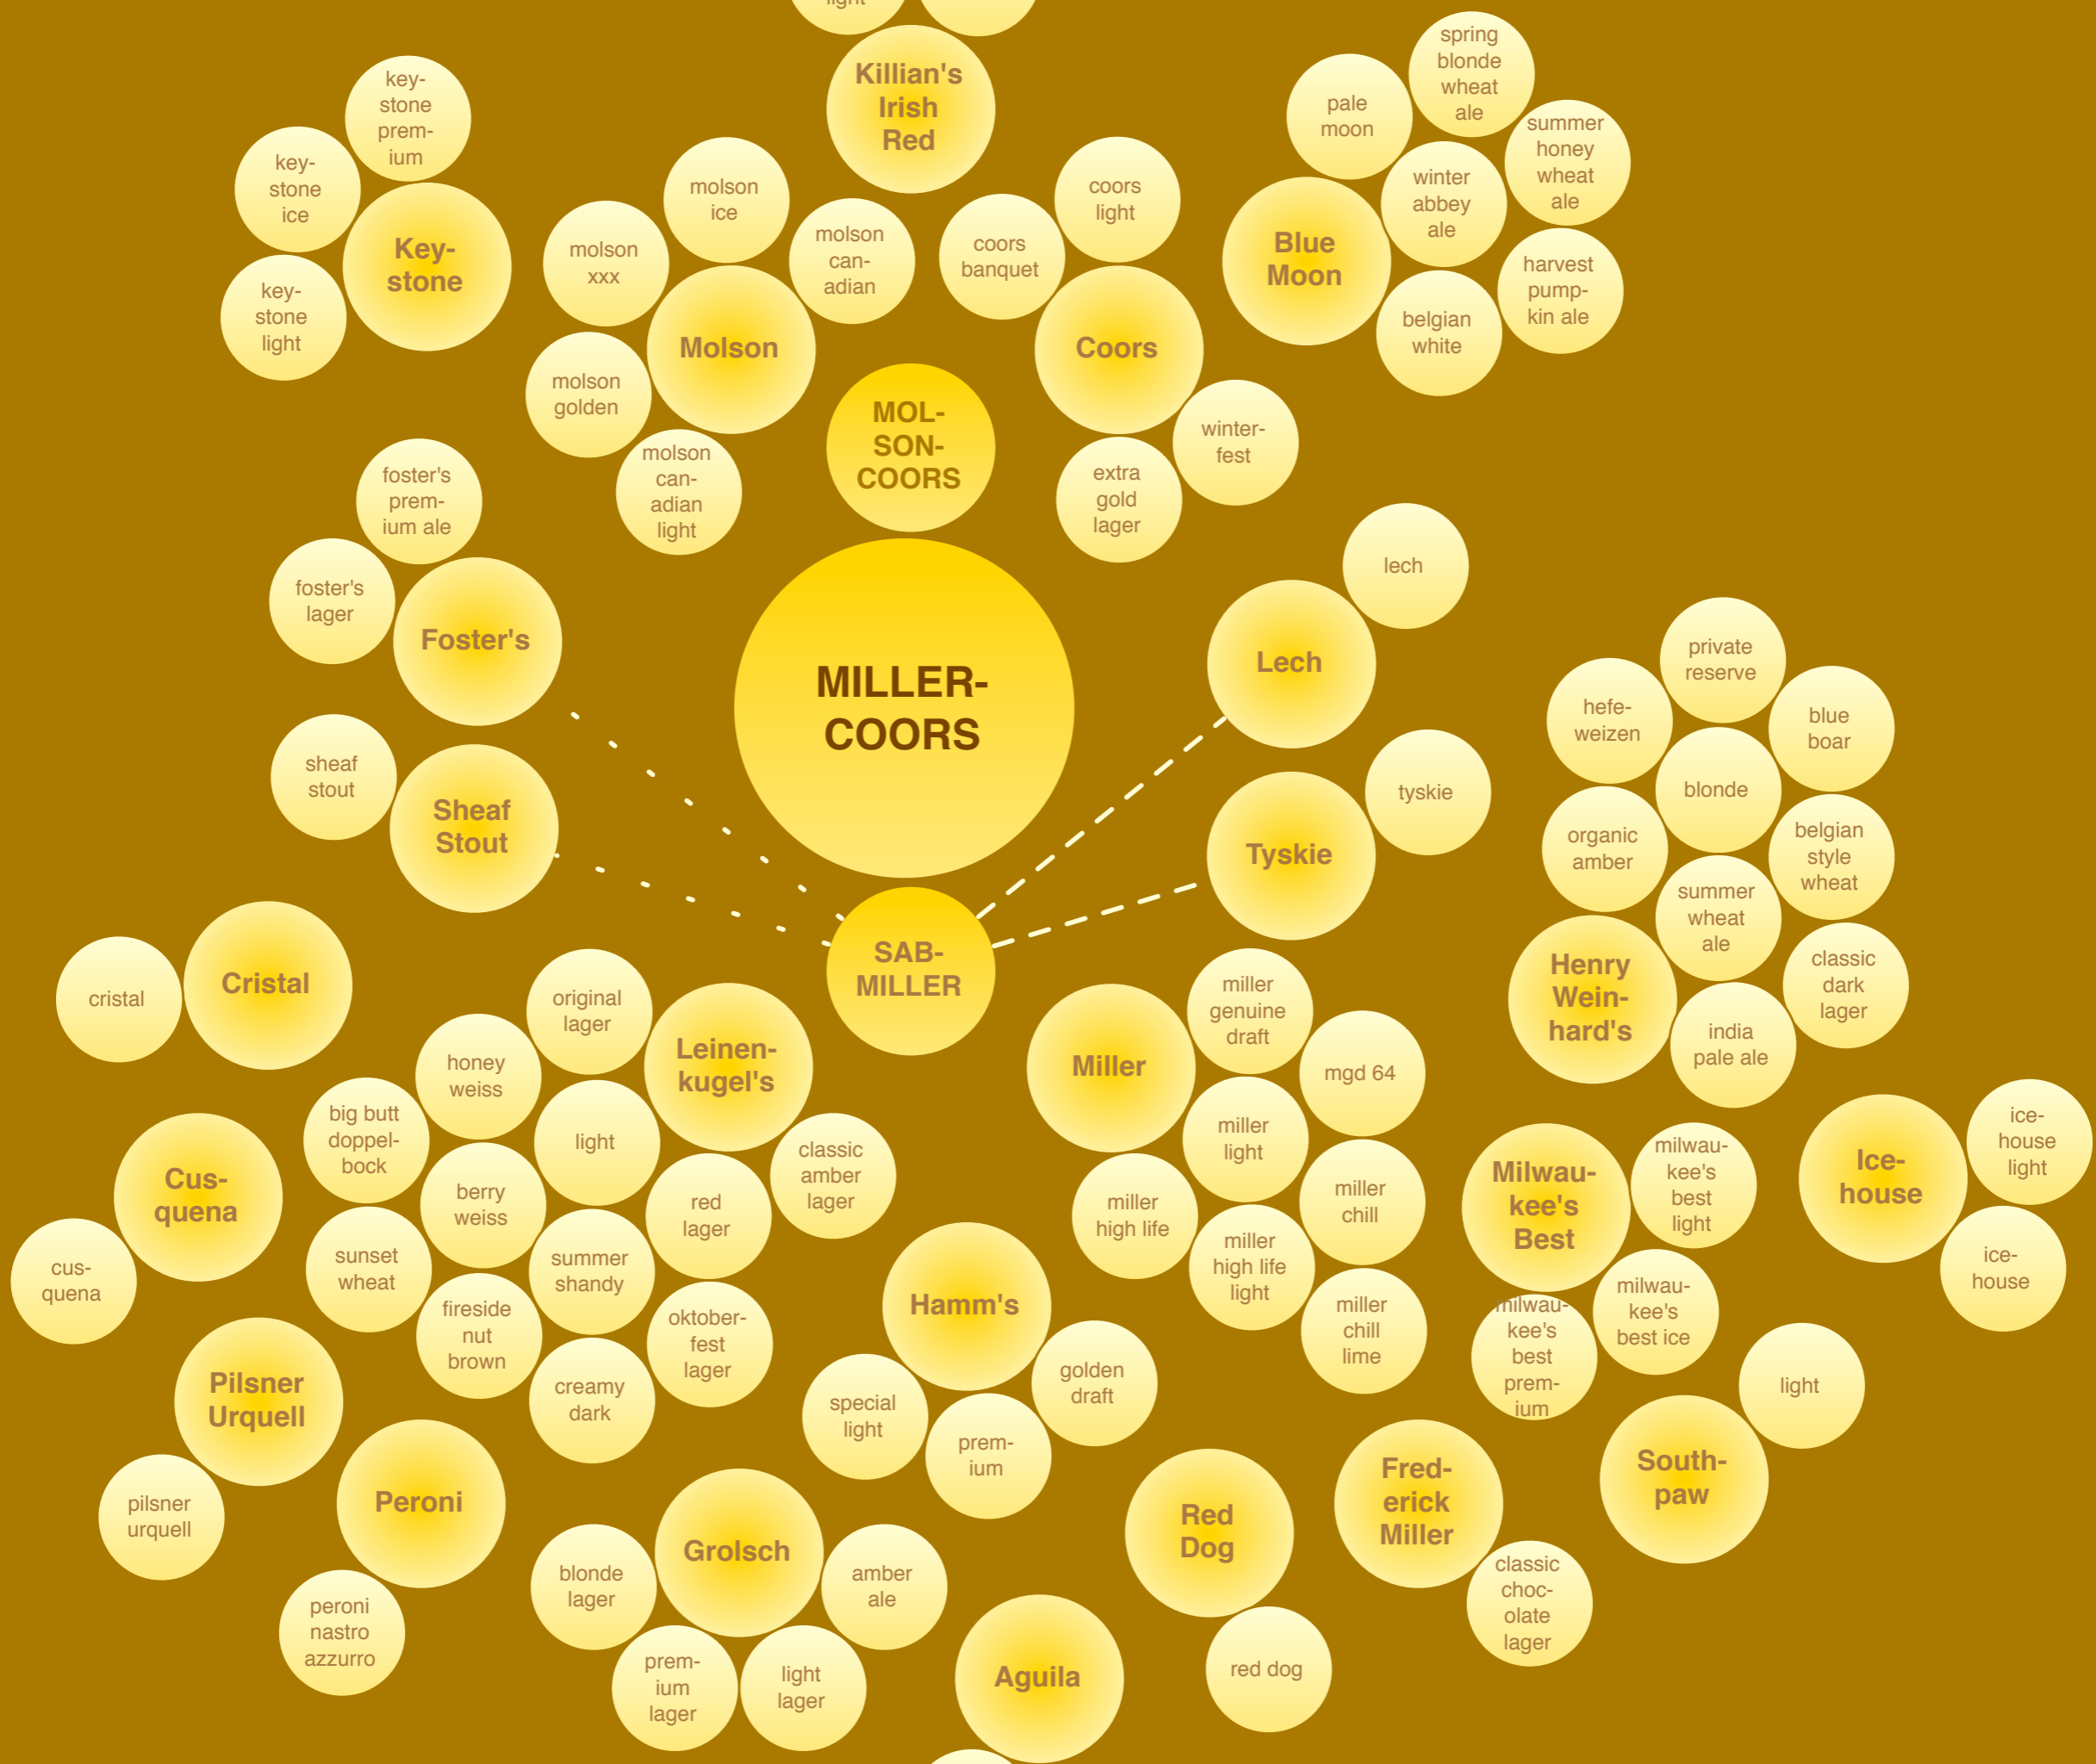 light
Killian's
Irish
Red
key-
stone
prem-
ium
key-
stone
ice
key-
stone
light
Key-
stone
molson
ice
molson
xxx
molson
can-
adian
molson
golden
molson
can-
adian
light
Molson
coors
light
coors
banquet
Coors
winter-
fest
extra
gold
lager
MOL-
SON-
COORS
spring
blonde
wheat
ale
pale
moon
summer
honey
wheat
ale
winter
abbey
ale
harvest
pump-
kin ale
belgian
white
Blue
Moon
foster's
prem-
ium ale
foster's
lager
Foster's
sheaf
stout
Sheaf
Stout
MILLER-
COORS
lech
Lech
tyskie
Tyskie
SAB-
MILLER
private
reserve
hefe-
weizen
blue
boar
blonde
organic
amber
belgian
style
wheat
summer
wheat
ale
classic
dark
lager
india
pale ale
Henry
Wein-
hard's
cristal
Cristal
original
lager
honey
weiss
Leinen-
kugel's
big butt
doppel-
bock
light
berry
weiss
red
lager
classic
amber
lager
sunset
wheat
summer
shandy
fireside
nut
brown
oktober-
fest
lager
creamy
dark
Cus-
quena
cus-
quena
Miller
miller
genuine
draft
mgd 64
miller
light
miller
high life
miller
chill
miller
high life
light
miller
chill
lime
Milwau-
kee's
Best
milwau-
kee's
best
light
milwau-
kee's
best ice
milwau-
kee's
best
prem-
ium
Ice-
house
ice-
house
light
ice-
house
Hamm's
special
light
prem-
ium
golden
draft
Pilsner
Urquell
pilsner
urquell
Peroni
peroni
nastro
azzurro
Grolsch
blonde
lager
amber
ale
prem-
ium
lager
light
lager
Aguila
Red
Dog
red dog
Fred-
erick
Miller
classic
choc-
olate
lager
South-
paw
light